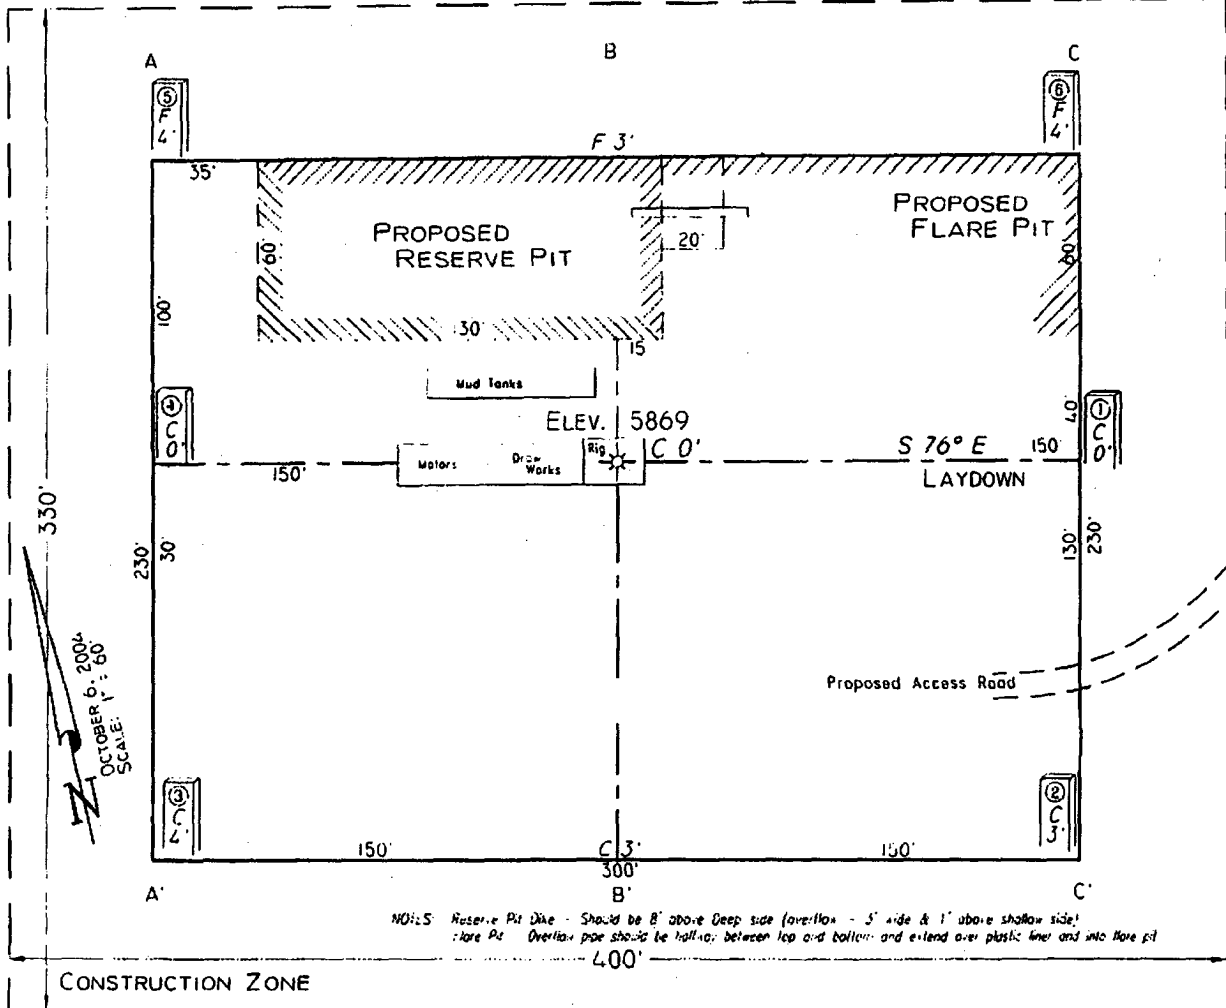 A
B
C
⑤
F
4'
⑥
F
4'
F 3'
35'
PROPOSED
RESERVE PIT
PROPOSED
FLARE PIT
60'
20'
60'
100'
30'
15
Mud Tanks
ELEV. 5869
40'
④
C
0'
①
C
0'
Rig
C 0'
S 76° E
150'
150'
Motors
Draw
Works
LAYDOWN
330'
230'
30'
130'
230'
OCTOBER 6, 2004
SCALE: 1" = 60'
N
Proposed Access Road
③
C
4'
②
C
3'
150'
C 3'
150'
300'
A'
B'
C'
NOTES: Reserve Pit Dike - Should be 8' above Deep side (overflow - 3' wide & 1' above shallow side)
Flare Pit Overflow pipe should be halfway between top and bottom and extend over plastic liner and into flare pit
400'
CONSTRUCTION ZONE